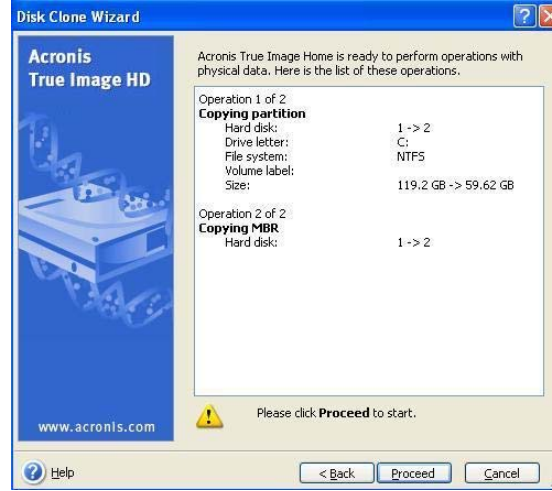 Disk Clone Wizard
Acronis
True Image HD
Acronis True Image Home is ready to perform operations with
physical data. Here is the list of these operations.
Operation 1 of 2
Copying partition
Hard disk: 1 -> 2
Drive letter: C:
File system: NTFS
Volume label:
Size: 119.2 GB -> 59.62 GB
Operation 2 of 2
Copying MBR
Hard disk: 1 -> 2
Please click Proceed to start.
www.acronis.com
Help
< Back
Proceed
Cancel